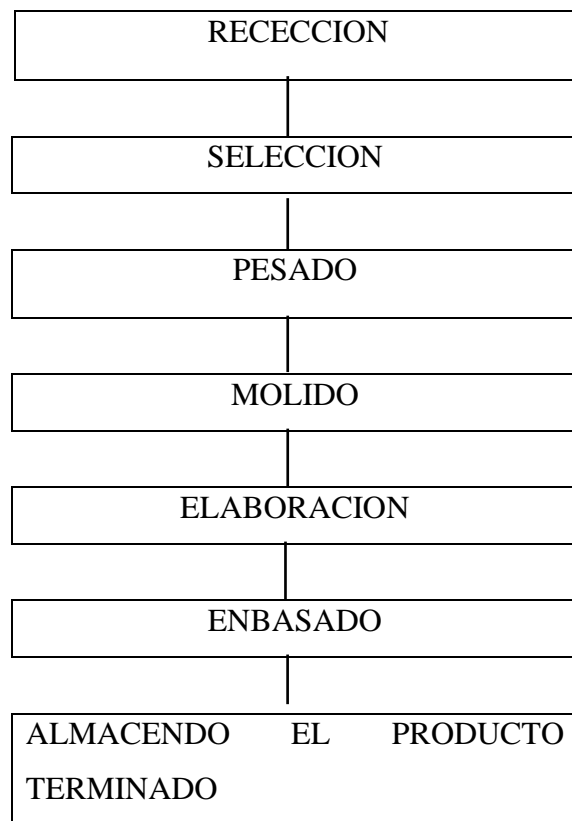 RECECCION
SELECCION
PESADO
MOLIDO
ELABORACION
ENBASADO
ALMACENDO EL PRODUCTO
TERMINADO